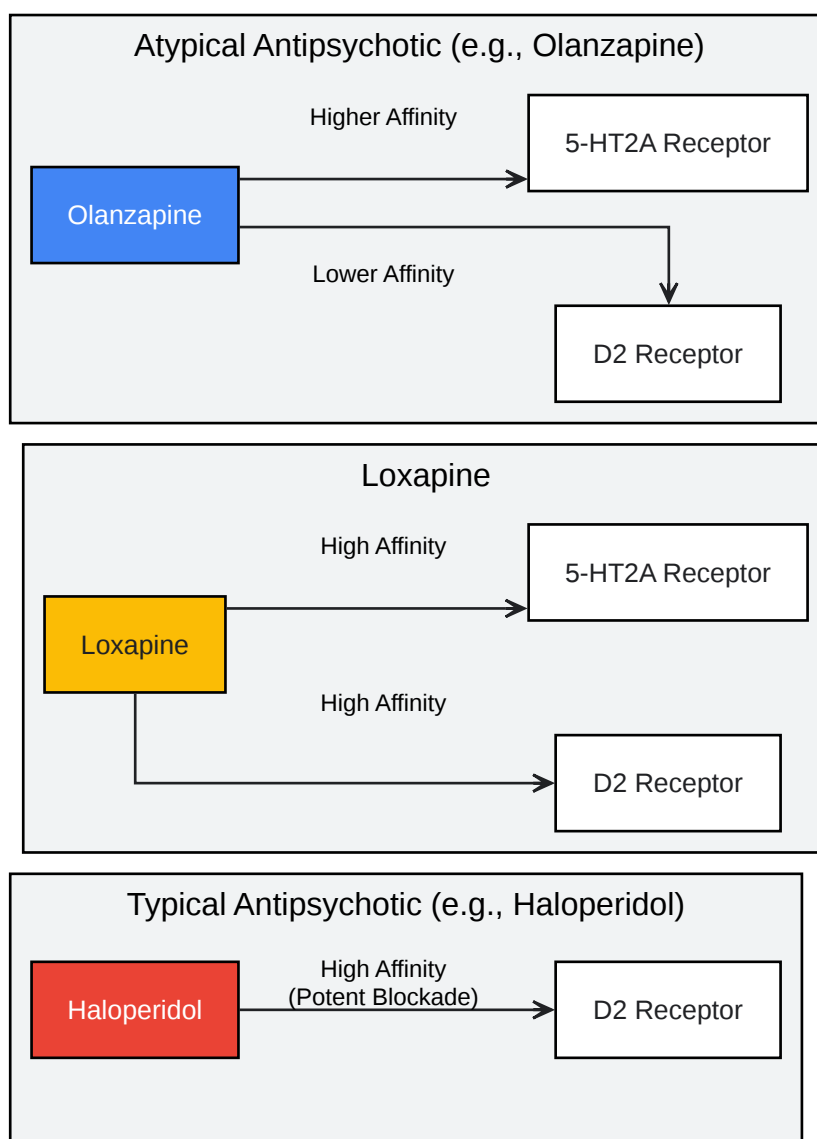 Atypical Antipsychotic (e.g., Olanzapine)
Higher Affinity
5-HT2A Receptor
Olanzapine
Lower Affinity
D2 Receptor
Loxapine
High Affinity
5-HT2A Receptor
Loxapine
High Affinity
D2 Receptor
Typical Antipsychotic (e.g., Haloperidol)
High Affinity
(Potent Blockade)
Haloperidol
D2 Receptor